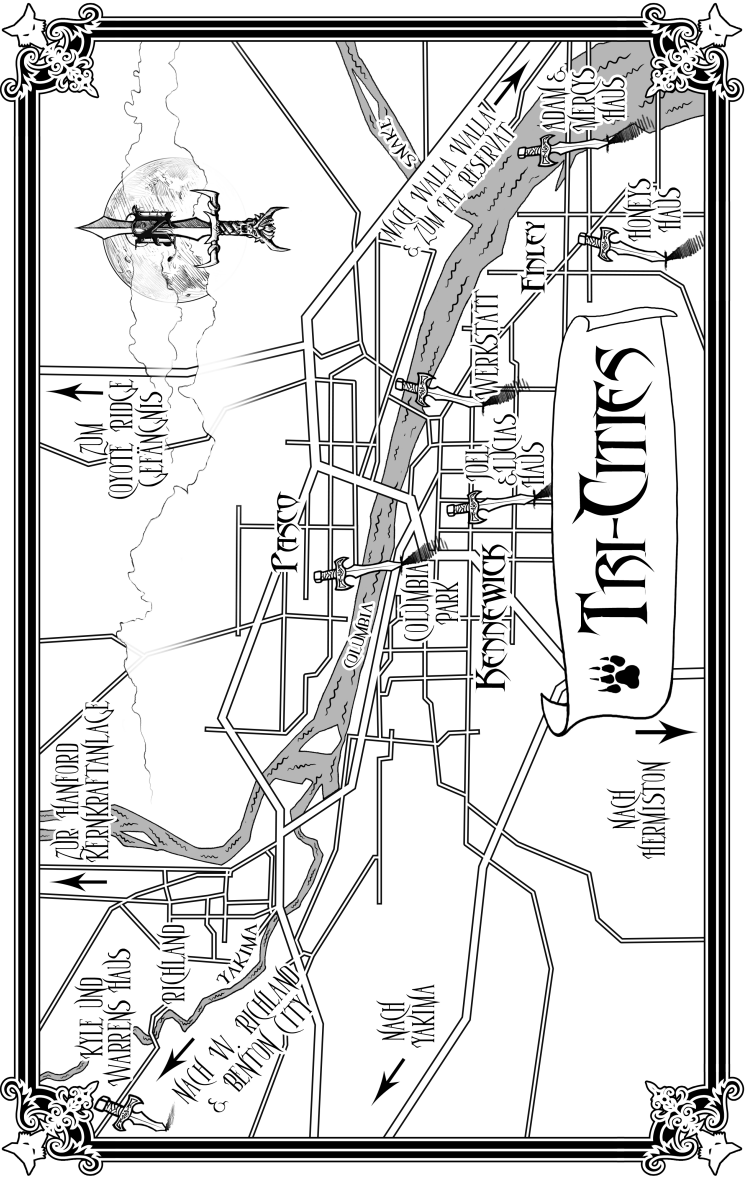 KYLE UND
WARRENS HAUS
ZUR HANFORD
KERNKRAFTANLAGE
ZUM
COYOTE RIDGE
GEFÄNGNIS
N
RICHLAND
YAKIMA
NACH W. RICHLAND
& BENTON CITY
PASCO
SNAKE
COLUMBIA
NACH WALLA WALLA
& ZUM FAE RESERVAT
NACH
YAKIMA
COLUMBIA
PARK
KENNEWICK
WERKSTATT
JOEL
& LUCIAS
HAUS
FINLEY
ADAM &
MERCYS
HAUS
HONEYS
HAUS
TRI-CITIES
NACH
HERMISTON